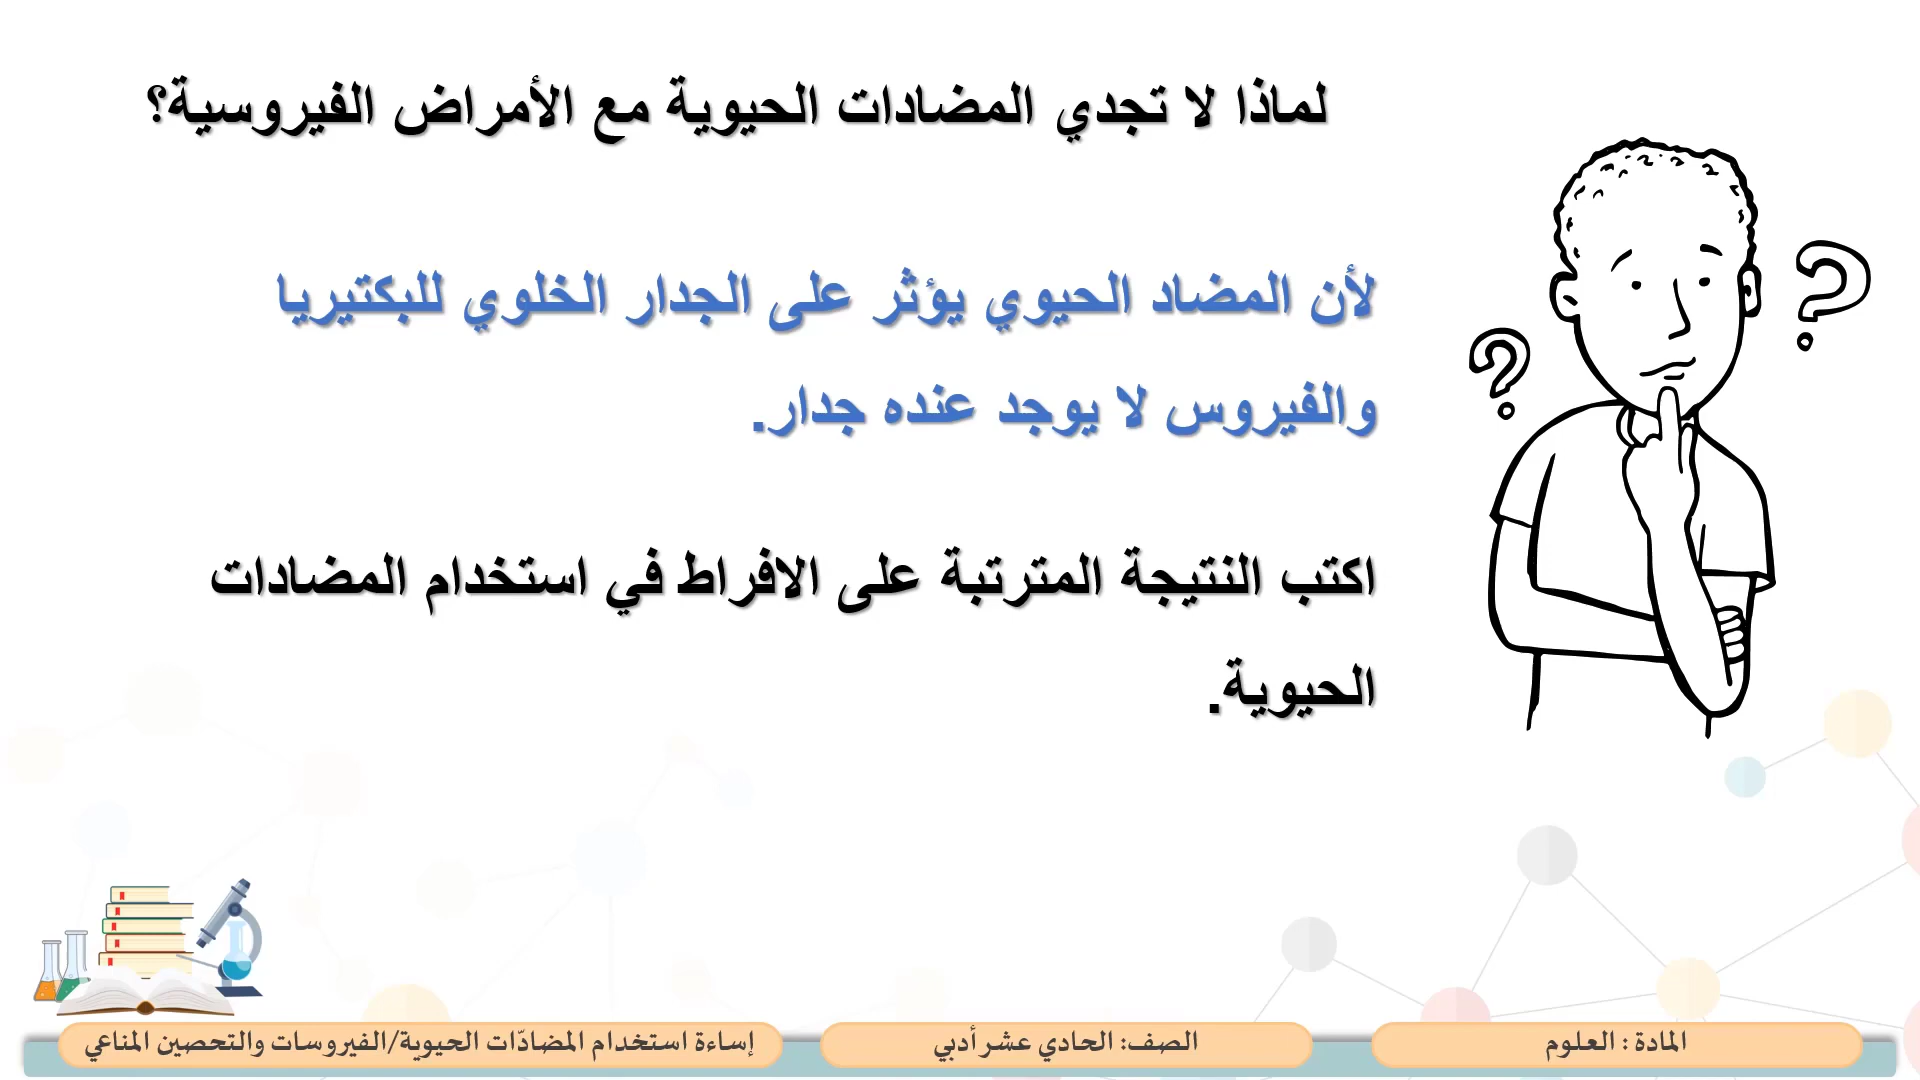 لماذا لا تجدي المضادات الحيوية مع الأمراض الفيروسية؟
لأن المضاد الحيوي يؤثر على الجدار الخلوي للبكتيريا
والفيروس لا يوجد عنده جدار.
اكتب النتيجة المترتبة على الافراط في استخدام المضادات
الحيوية.
المادة : العلوم
الصف: الحادي عشر أدبي
إساءة استخدام المضادّات الحيوية/الفيروسات والتحصين المناعي